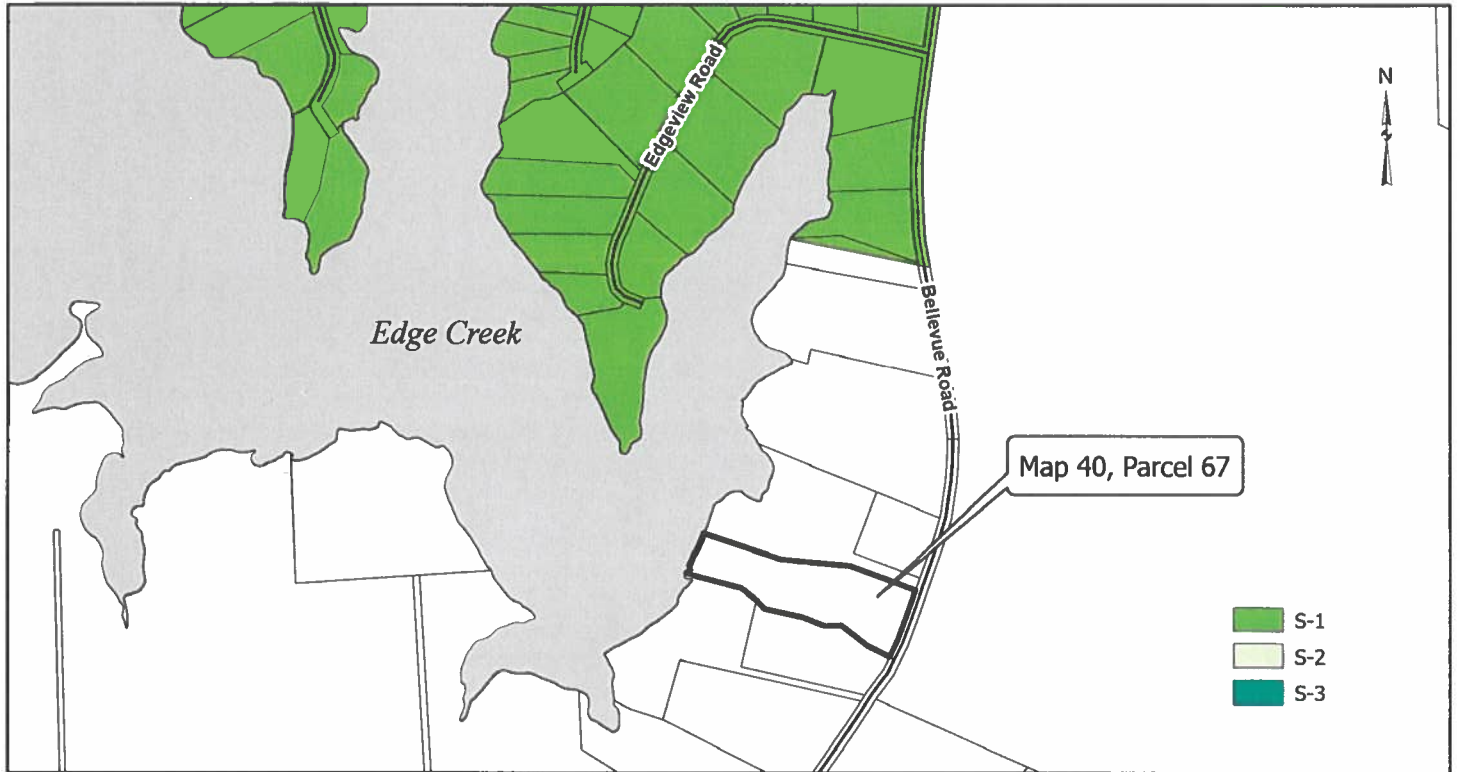 N
Edgeview Road
Edge Creek
Bellevue Road
Map 40, Parcel 67
S-1
S-2
S-3